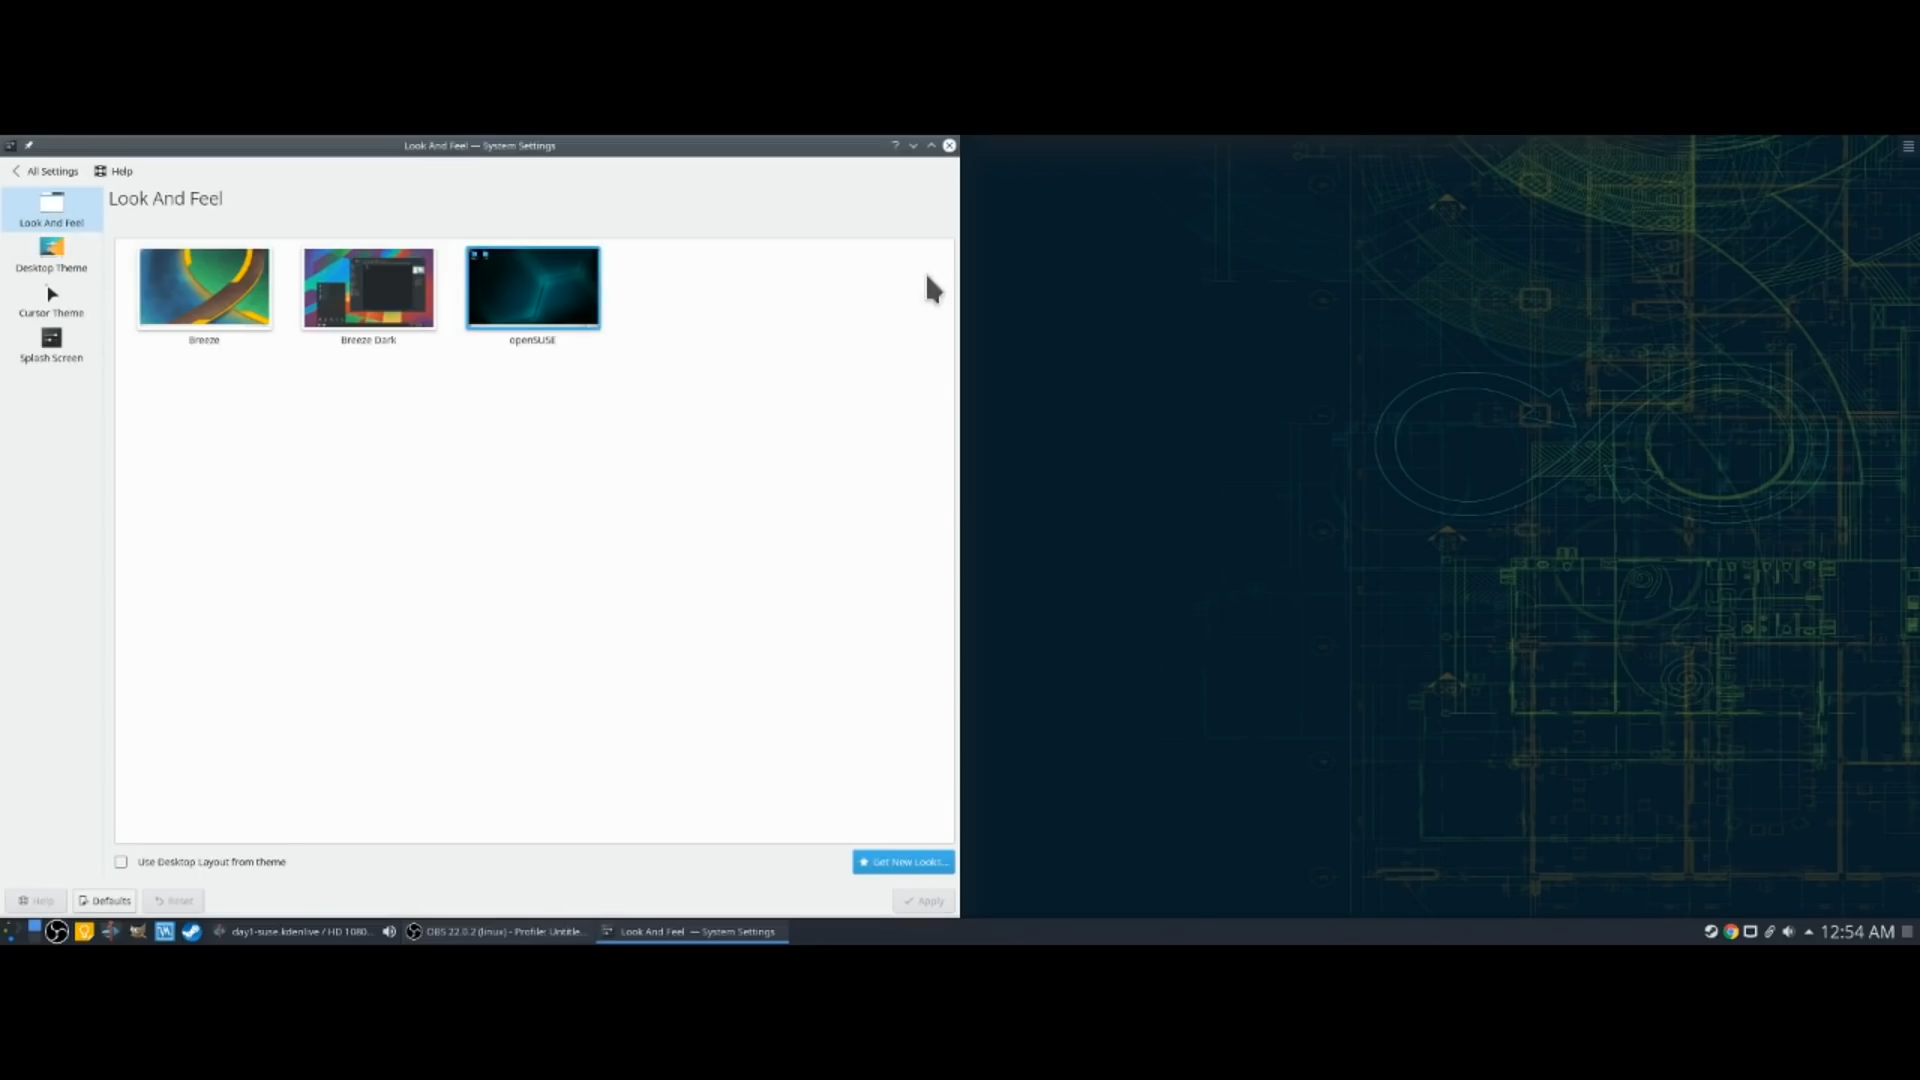 Look And Feel — System Settings
All Settings Help
Look And Feel
Look And Feel
Desktop Theme
Cursor Theme
Splash Screen
Breeze Breeze Dark openSUSE
Use Desktop Layout from theme
Get New Looks...
Help Defaults Reset Apply
day1-suse.kdenlive / HD 1080... OBS 22.0.2 (linux) - Profile: Untitle... Look And Feel — System Settings 12:54 AM